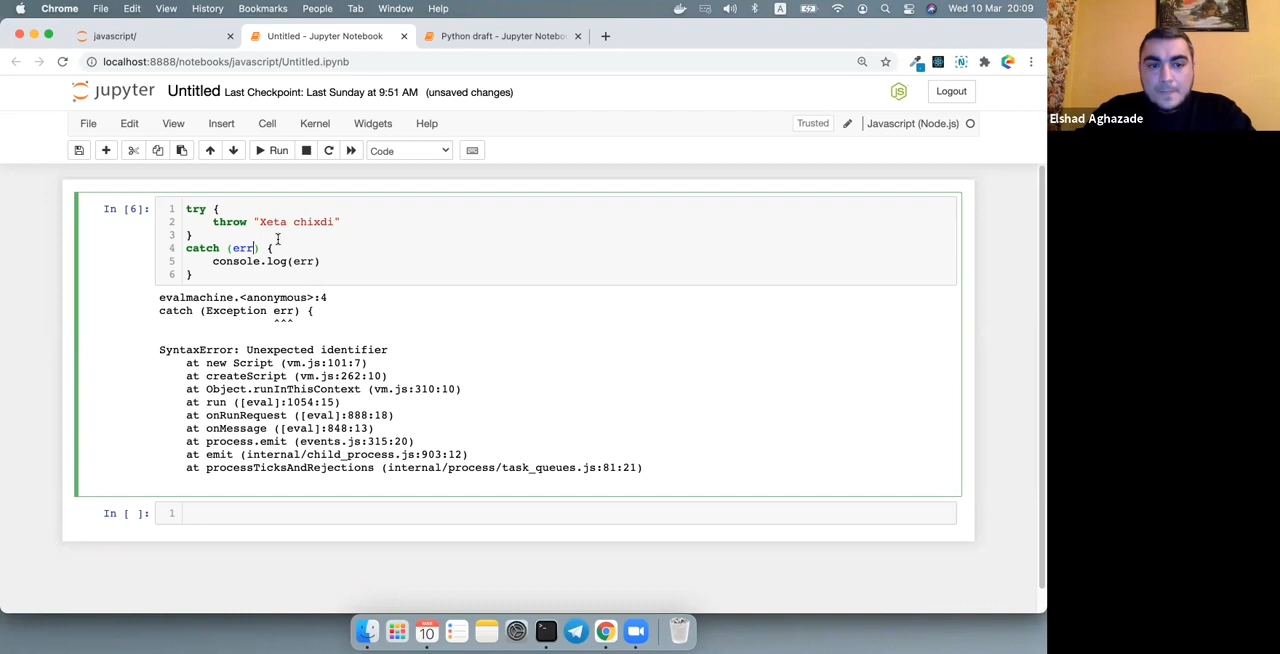 Chrome File Edit View History Bookmarks People Tab Window Help A Wed 10 Mar 20:09
javascript/ Untitled - Jupyter Notebook Python draft - Jupyter Notebo
localhost:8888/notebooks/javascript/Untitled.ipynb
jupyter Untitled Last Checkpoint: Last Sunday at 9:51 AM (unsaved changes) JS Logout
File Edit View Insert Cell Kernel Widgets Help Trusted Javascript (Node.js)
Run Code
In [6]:
1 try {
2 throw "Xeta chixdi"
3 }
4 catch (err) {
5 console.log(err)
6 }
evalmachine.<anonymous>:4
catch (Exception err) {
^^^
SyntaxError: Unexpected identifier
at new Script (vm.js:101:7)
at createScript (vm.js:262:10)
at Object.runInThisContext (vm.js:310:10)
at run ([eval]:1054:15)
at onRunRequest ([eval]:888:18)
at onMessage ([eval]:848:13)
at process.emit (events.js:315:20)
at emit (internal/child_process.js:903:12)
at processTicksAndRejections (internal/process/task_queues.js:81:21)
In [ ]: 1
MAR
10
Elshad Aghazade